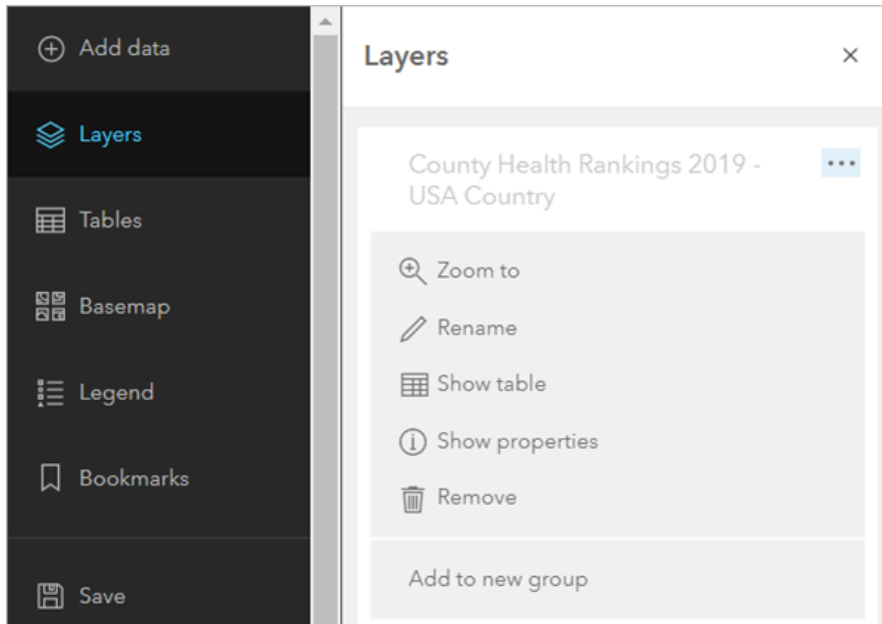 Add data
Layers
Tables
Basemap
Legend
Bookmarks
Save
Layers
County Health Rankings 2019 -
USA Country
Zoom to
Rename
Show table
Show properties
Remove
Add to new group